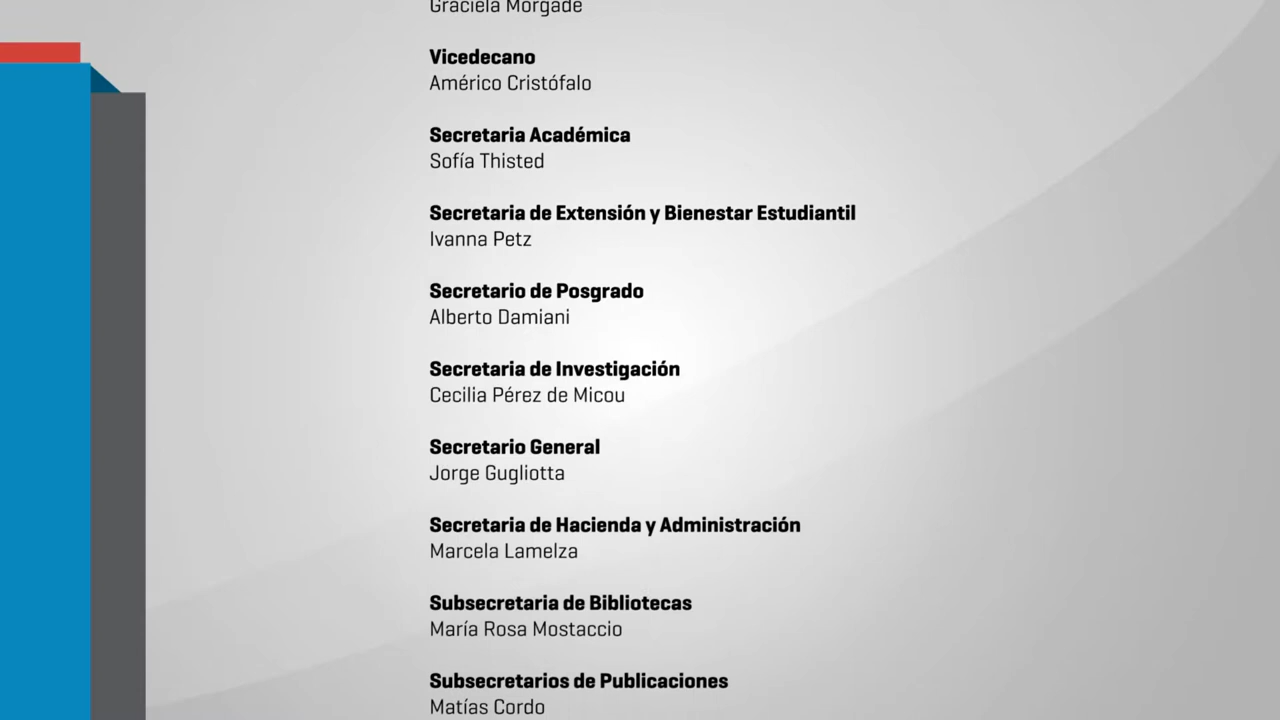 Graciela Morgade
Vicedecano
Américo Cristófalo
Secretaria Académica
Sofía Thisted
Secretaria de Extensión y Bienestar Estudiantil
Ivanna Petz
Secretario de Posgrado
Alberto Damiani
Secretaria de Investigación
Cecilia Pérez de Micou
Secretario General
Jorge Gugliotta
Secretaria de Hacienda y Administración
Marcela Lamelza
Subsecretaria de Bibliotecas
María Rosa Mostaccio
Subsecretarios de Publicaciones
Matías Cordo